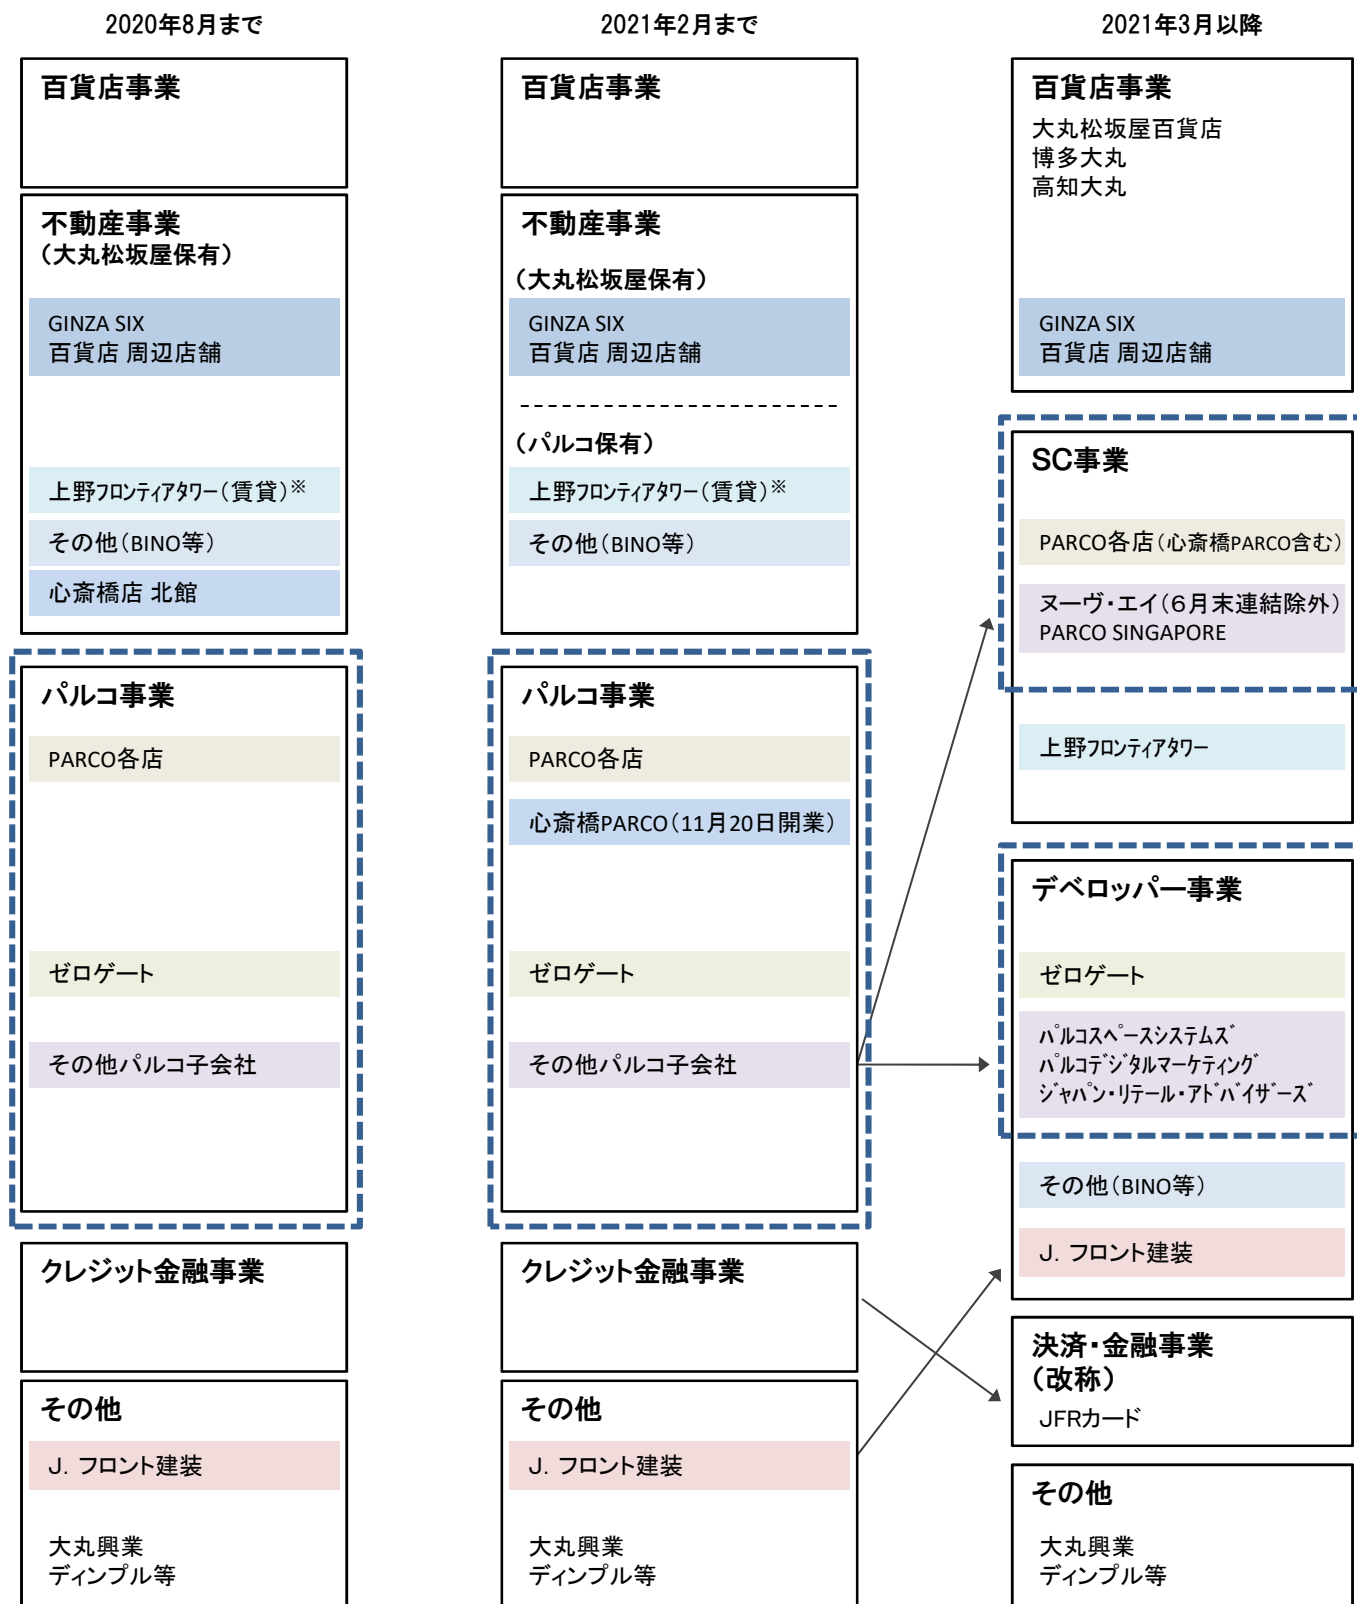 2020年8月まで
百貨店事業
不動産事業
（大丸松坂屋保有）
GINZA SIX
百貨店 周辺店舗
上野フロンティアタワー（賃貸）※
その他（BINO等）
心斎橋店 北館
パルコ事業
PARCO各店
ゼロゲート
その他パルコ子会社
クレジット金融事業
その他
J．フロント建装
大丸興業
ディンプル等
2021年2月まで
百貨店事業
不動産事業
（大丸松坂屋保有）
GINZA SIX
百貨店 周辺店舗
（パルコ保有）
上野フロンティアタワー（賃貸）※
その他（BINO等）
パルコ事業
PARCO各店
心斎橋PARCO（11月20日開業）
ゼロゲート
その他パルコ子会社
クレジット金融事業
その他
J．フロント建装
大丸興業
ディンプル等
2021年3月以降
百貨店事業
大丸松坂屋百貨店
博多大丸
高知大丸
GINZA SIX
百貨店 周辺店舗
SC事業
PARCO各店（心斎橋PARCO含む）
ヌーヴ・エイ（６月末連結除外）
PARCO SINGAPORE
上野フロンティアタワー
デベロッパー事業
ゼロゲート
パルコスペースシステムズ
パルコデジタルマーケティング
ジャパン・リテール・アドバイザーズ
その他（BINO等）
J．フロント建装
決済・金融事業
（改称）
JFRカード
その他
大丸興業
ディンプル等